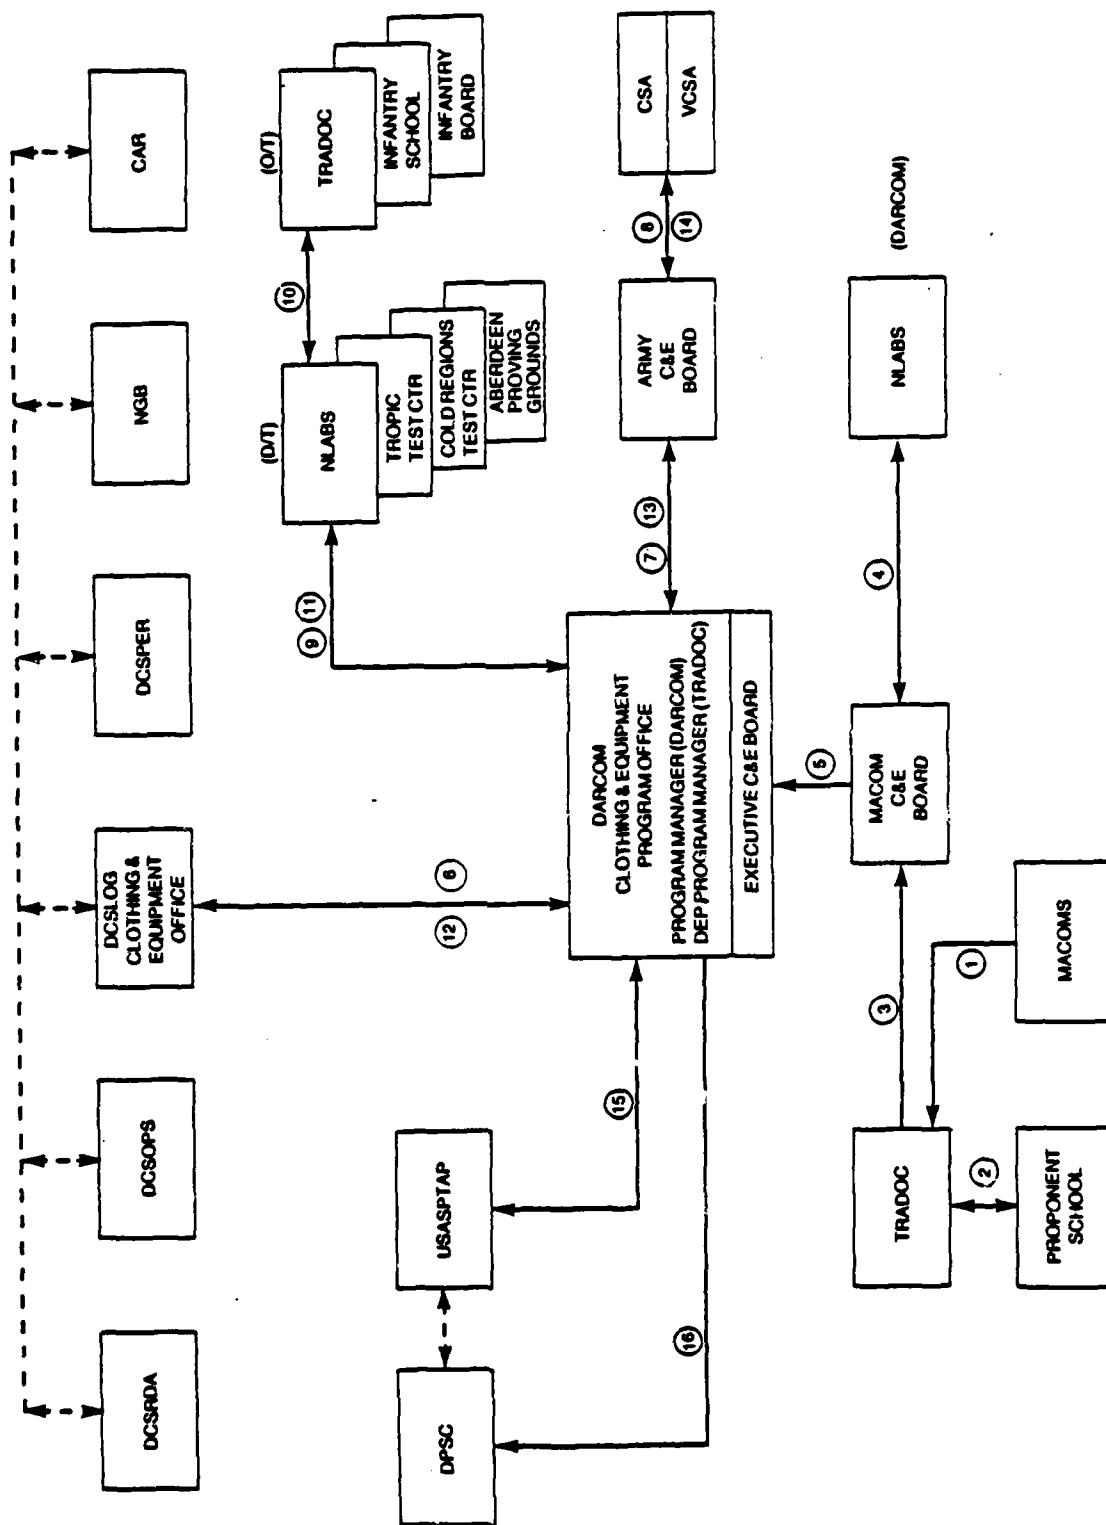 DCSRDA
DCSOPS
DCSLOG
CLOTHING &
EQUIPMENT
OFFICE
DCSPER
NGB
CAR
DPSC
USASPTAP
12
6
9
11
(D/T)
NLABS
TROPIC
TEST CTR
COLD REGIONS
TEST CTR
ABERDEEN
PROVING
GROUNDS
10
(O/T)
TRADOC
INFANTRY
SCHOOL
INFANTRY
BOARD
15
16
DARCOM
CLOTHING & EQUIPMENT
PROGRAM OFFICE
PROGRAM MANAGER (DARCOM)
DEP PROGRAM MANAGER (TRADOC)
EXECUTIVE C&E BOARD
7
13
ARMY
C&E
BOARD
8
14
CSA
VCSA
5
TRADOC
3
MACOM
C&E
BOARD
4
NLABS
(DARCOM)
2
1
PROPONENT
SCHOOL
MACOMS